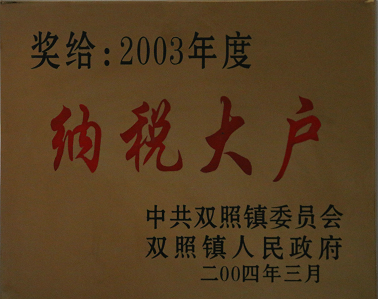 奖给:2003年度
纳税大户
中共双照镇委员会
双照镇人民政府
二00四年三月